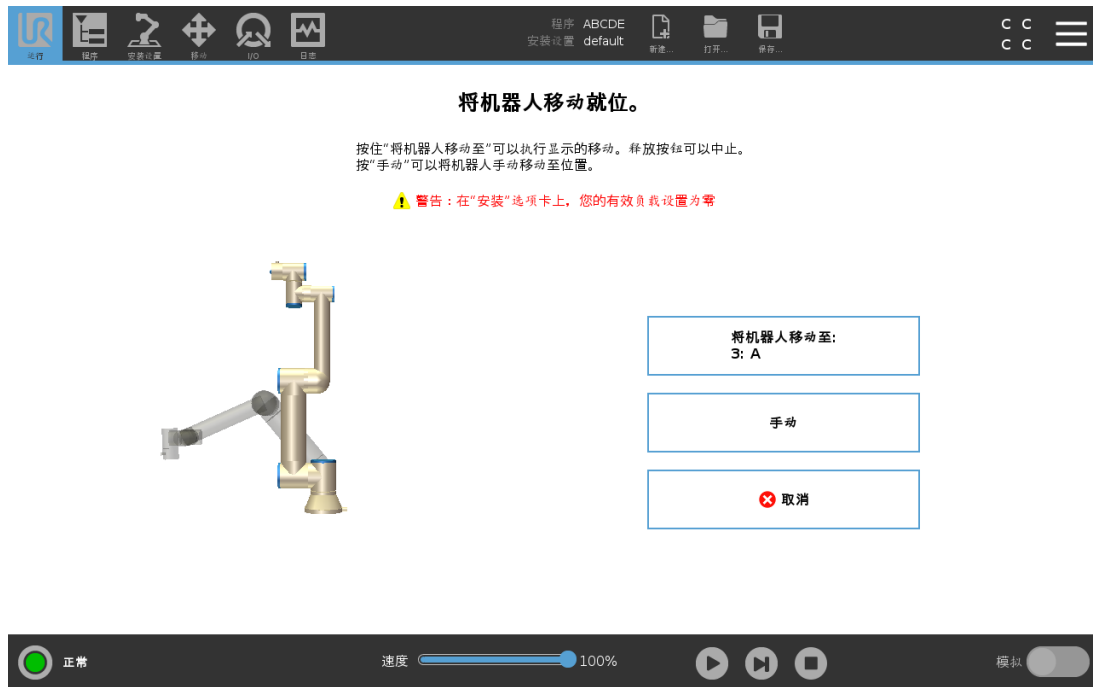 UR
运行
程序
安装设置
移动
I/O
日志
程序 ABCDE
安装设置 default
新建...
打开...
保存...
C C
C C
将机器人移动就位。
按住“将机器人移动至”可以执行显示的移动。释放按钮可以中止。
按“手动”可以将机器人手动移动至位置。
警告：在“安装”选项卡上，您的有效负载设置为零
将机器人移动至:
3: A
手动
取消
正常
速度
100%
模拟